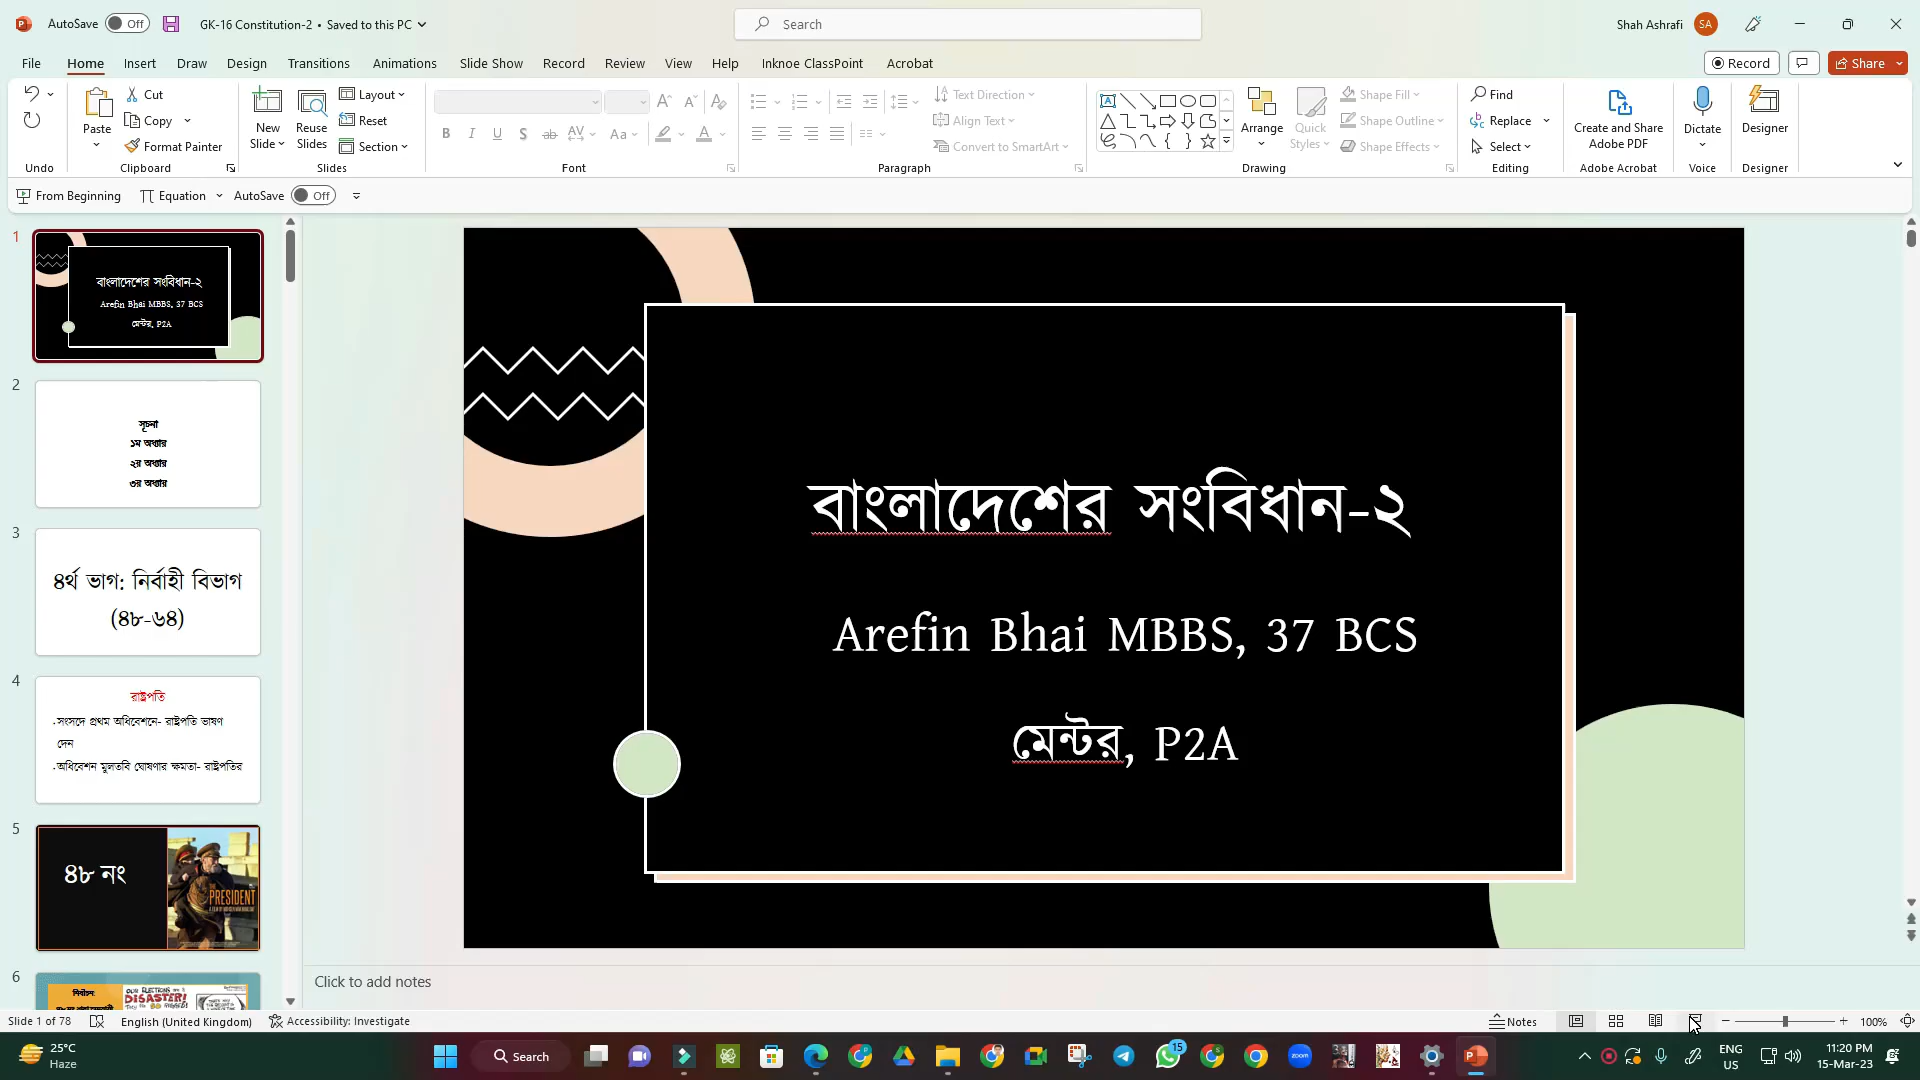 AutoSave Off GK-16 Constitution-2 • Saved to this PC Search Shah Ashrafi SA
File Home Insert Draw Design Transitions Animations Slide Show Record Review View Help Inknoe ClassPoint Acrobat Record Share
Paste Cut Copy Format Painter New Slide Reuse Slides Layout Reset Section
Text Direction Align Text Convert to SmartArt
Arrange Quick Styles Shape Fill Shape Outline Shape Effects
Find Replace Select Create and Share Adobe PDF Dictate Designer
Undo Clipboard Slides Font Paragraph Drawing Editing Adobe Acrobat Voice Designer
From Beginning Equation AutoSave Off
1
বাংলাদেশের সংবিধান-২
Arefin Bhai MBBS, 37 BCS
মেন্টর, P2A
2
সূচনা
১ম অধ্যায়
২য় অধ্যায়
৩য় অধ্যায়
3
৪র্থ ভাগ: নির্বাহী বিভাগ
(৪৮-৬৪)
4
রাষ্ট্রপতি
সংসদে প্রথম অধিবেশনে- রাষ্ট্রপতি ভাষণ
দেন
অধিবেশন মুলতবি ঘোষণার ক্ষমতা- রাষ্ট্রপতির
5
৪৮ নং
THE PRESIDENT
6
DISASTER!
বাংলাদেশের সংবিধান-২
Arefin Bhai MBBS, 37 BCS
মেন্টর, P2A
Click to add notes
Slide 1 of 78 English (United Kingdom) Accessibility: Investigate Notes 100%
25°C
Haze
Search
15
zoom
ENG
US
11:20 PM
15-Mar-23